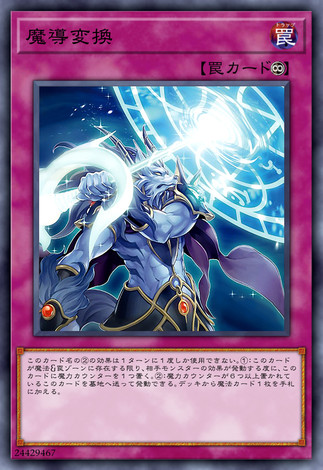 魔導変換
トラップ
罠
【罠カード】
このカード名の②の効果は1ターンに1度しか使用できない。①：このカード
が魔法&罠ゾーンに存在する限り、相手モンスターの効果が発動する度に、こ
のカードに魔力カウンターを1つ置く。②：魔力カウンターが6つ以上置かれて
いるこのカードを墓地へ送って発動できる。デッキから魔法カード1枚を手札
に加える。
24429467